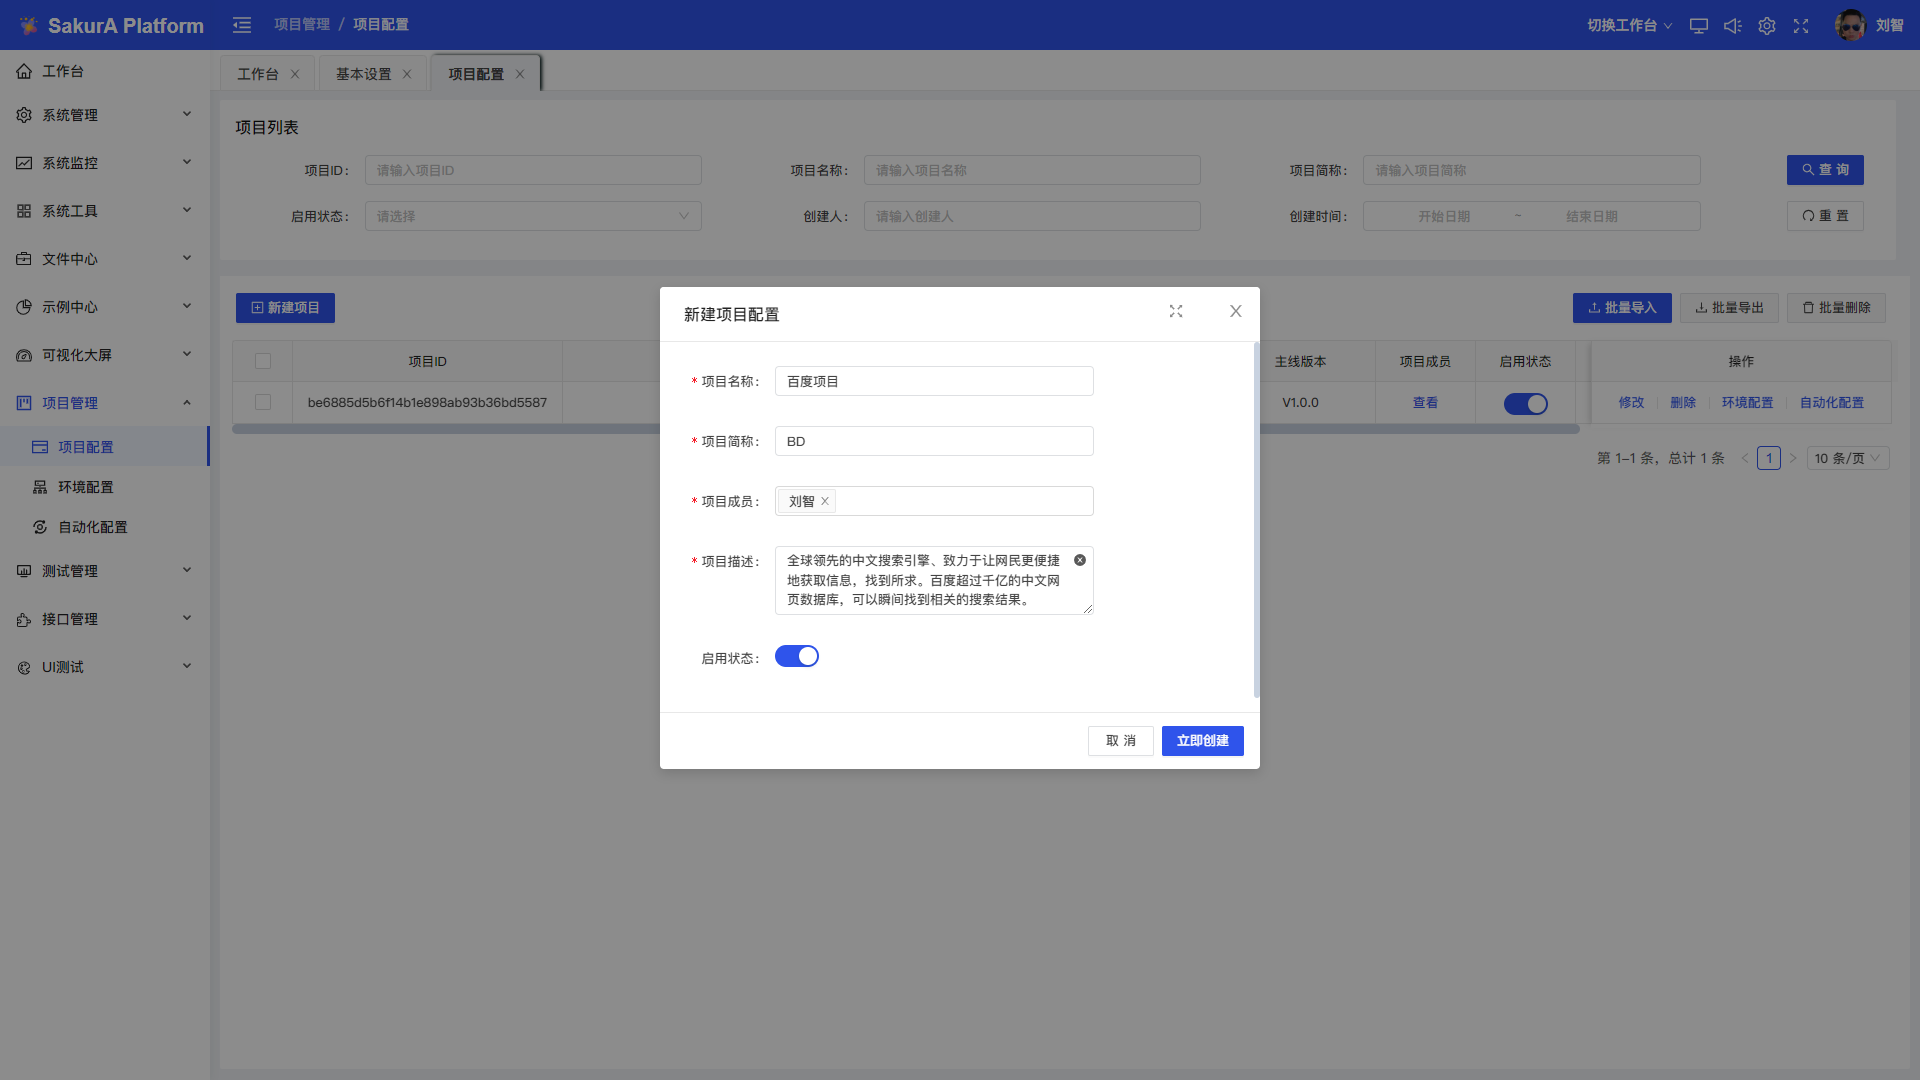 SakurA Platform
项目管理 / 项目配置
切换工作台
刘智
工作台
系统管理
系统监控
系统工具
文件中心
示例中心
可视化大屏
项目管理
项目配置
环境配置
自动化配置
测试管理
接口管理
UI测试
工作台
基本设置
项目配置
项目列表
项目ID： 请输入项目ID
项目名称： 请输入项目名称
项目简称： 请输入项目简称
查 询
启用状态： 请选择
创建人： 请输入创建人
创建时间： 开始日期 ~ 结束日期
重 置
新建项目
批量导入
批量导出
批量删除
项目ID
主线版本
项目成员
启用状态
操作
be6885d5b6f14b1e898ab93b36bd5587
V1.0.0
查看
修改
删除
环境配置
自动化配置
第 1–1 条，总计 1 条
1
10 条/页
新建项目配置
* 项目名称： 百度项目
* 项目简称： BD
* 项目成员： 刘智
* 项目描述： 全球领先的中文搜索引擎、致力于让网民更便捷
地获取信息，找到所求。百度超过千亿的中文网
页数据库，可以瞬间找到相关的搜索结果。
启用状态：
取 消
立即创建